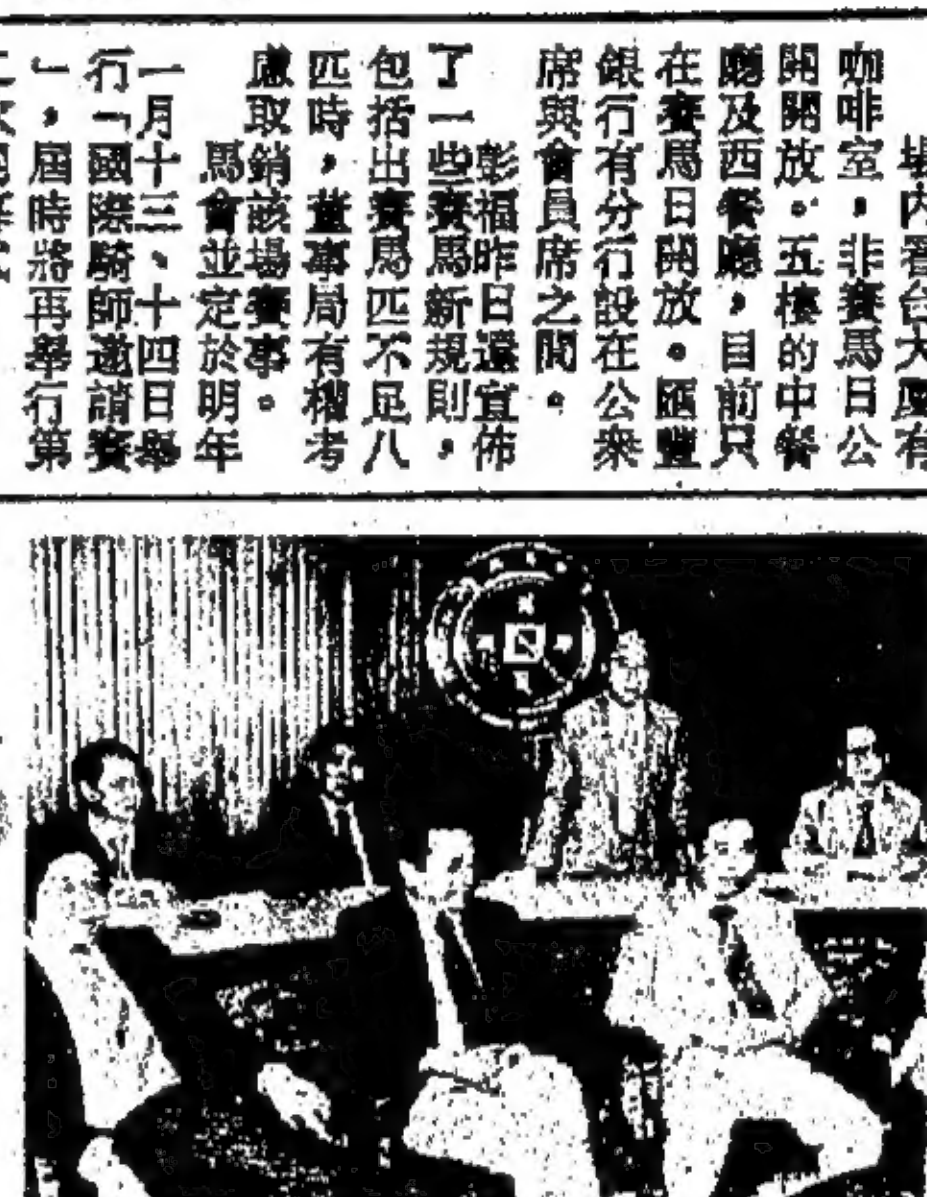 場內看台大廈有
咖啡室，非賽馬日公
開開放。五樓的中餐
廳及西餐廳，目前只
在賽馬日開放。匯豐
銀行有分行設在公衆
席與會員席之間。
彭福昨日還宣佈
了一些賽馬新規則，
包括出賽馬匹不足八
匹時，董事局有權考
慮取銷該場賽事。
馬會並定於明年
一月十三、十四日舉
行「國際騎師邀請賽
」，屆時將再舉行第